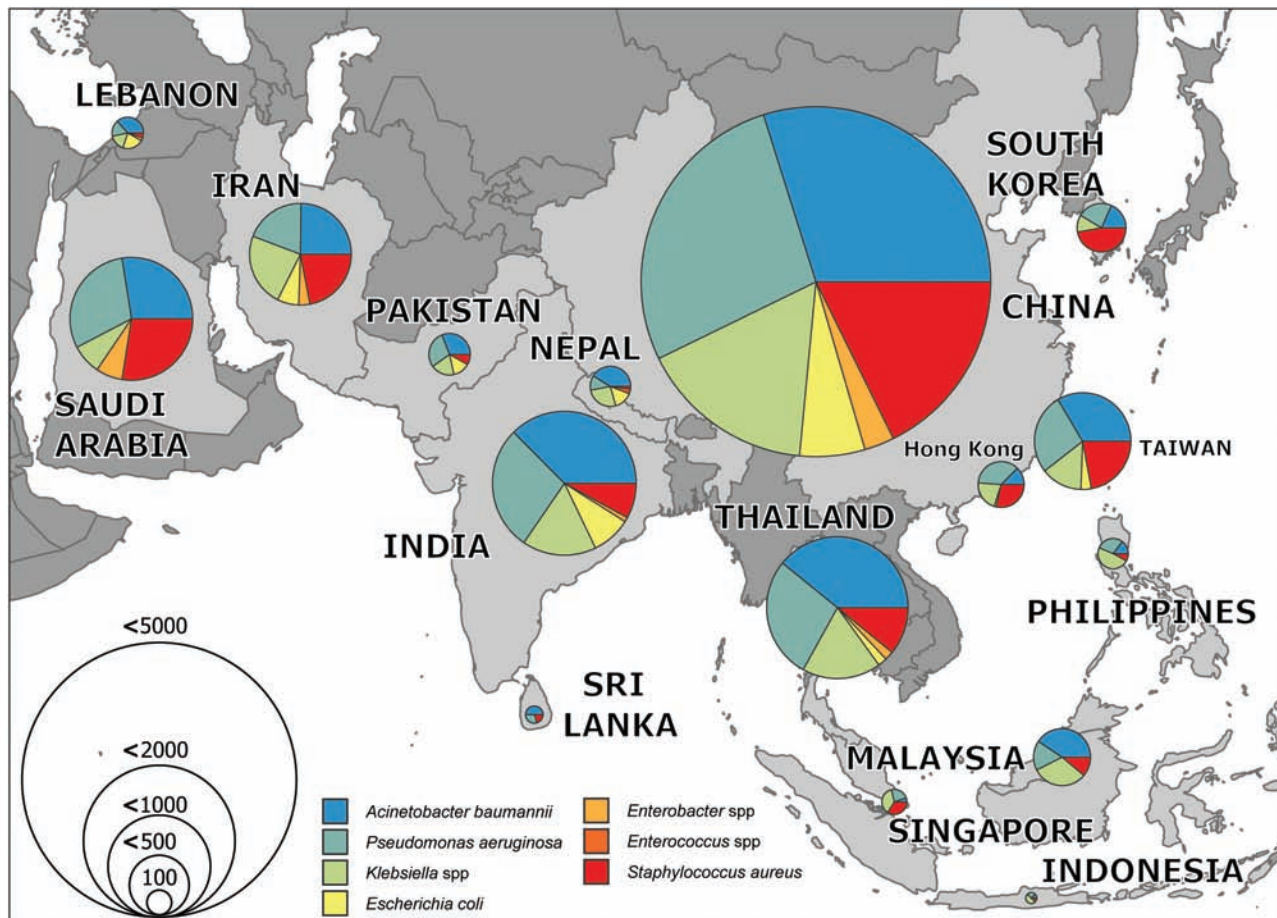 LEBANON
IRAN
SOUTH
KOREA
PAKISTAN
NEPAL
CHINA
SAUDI
ARABIA
Hong Kong
TAIWAN
INDIA
THAILAND
PHILIPPINES
SRI
LANKA
MALAYSIA
SINGAPORE
INDONESIA
<5000
<2000
<1000
<500
100
Acinetobacter baumannii
Pseudomonas aeruginosa
Klebsiella spp
Escherichia coli
Enterobacter spp
Enterococcus spp
Staphylococcus aureus